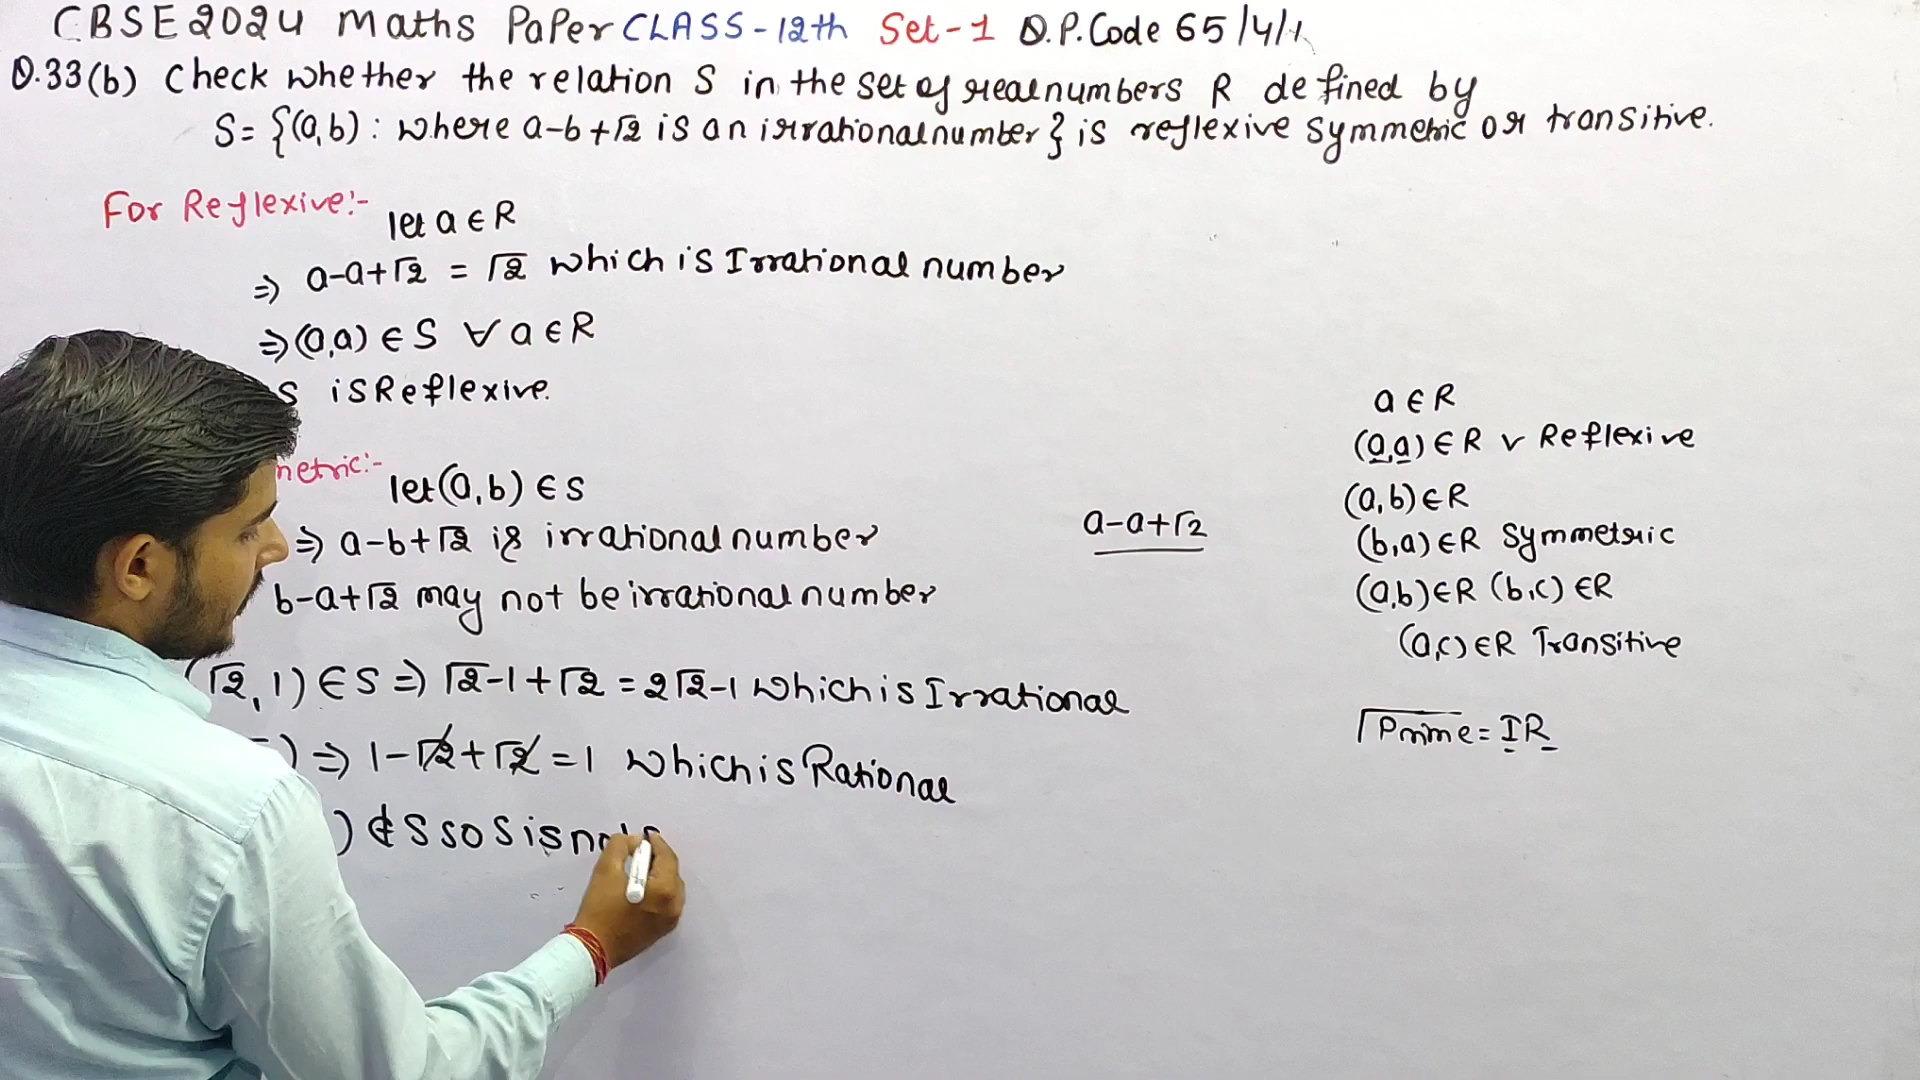 CBSE 2024 Maths Paper CLASS-12th Set-1 Q.P.Code 65/4/1
Q.33(b) Check whether the relation S in the set of real numbers R defined by
S = {(a,b) : where a-b+√2 is an irrational number} is reflexive symmetric or transitive.
For Reflexive:-
let a ∈ R
⇒ a-a+√2 = √2 which is Irrational number
⇒ (a,a) ∈ S ∀ a ∈ R
S is Reflexive.
metric:-
let (a,b) ∈ S
⇒ a-b+√2 is irrational number
b-a+√2 may not be irrational number
(√2, 1) ∈ S ⇒ √2-1+√2 = 2√2-1 which is Irrational
) ⇒ 1-√2+√2 = 1 which is Rational
) ∉ S so S is not
a-a+√2
a ∈ R
(a,a) ∈ R v Reflexive
(a,b) ∈ R
(b,a) ∈ R Symmetric
(a,b) ∈ R (b,c) ∈ R
(a,c) ∈ R Transitive
√Prime = IR